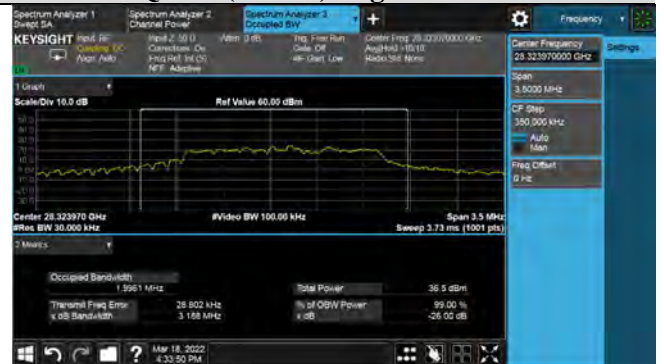 Spectrum Analyzer 1
Swept SA
Spectrum Analyzer 2
Channel Power
Spectrum Analyzer 3
Occupied BW
Frequency
KEYSIGHT Input: RF
Coupling: DC
Align: Auto
Input Z: 50 Ω
Corrections: On
Freq Ref: Int (S)
NFE: Adaptive
Atten: 0 dB
Trig: Free Run
Gate: Off
#IF Gain: Low
Center Freq: 28.323970000 GHz
Avg|Hold: >10/10
Radio Std: None
Center Frequency
28.323970000 GHz
Settings
Span
3.5000 MHz
CF Step
350.000 kHz
Auto
Man
Freq Offset
0 Hz
1 Graph
Scale/Div 10.0 dB
Ref Value 60.00 dBm
Center 28.323970 GHz
#Res BW 30.000 kHz
#Video BW 100.00 kHz
Span 3.5 MHz
Sweep 3.73 ms (1001 pts)
2 Metrics
Occupied Bandwidth
1.9961 MHz
Total Power
36.5 dBm
Transmit Freq Error
28.802 kHz
% of OBW Power
99.00 %
x dB Bandwidth
3.188 MHz
x dB
-26.00 dB
Mar 18, 2022
4:33:50 PM